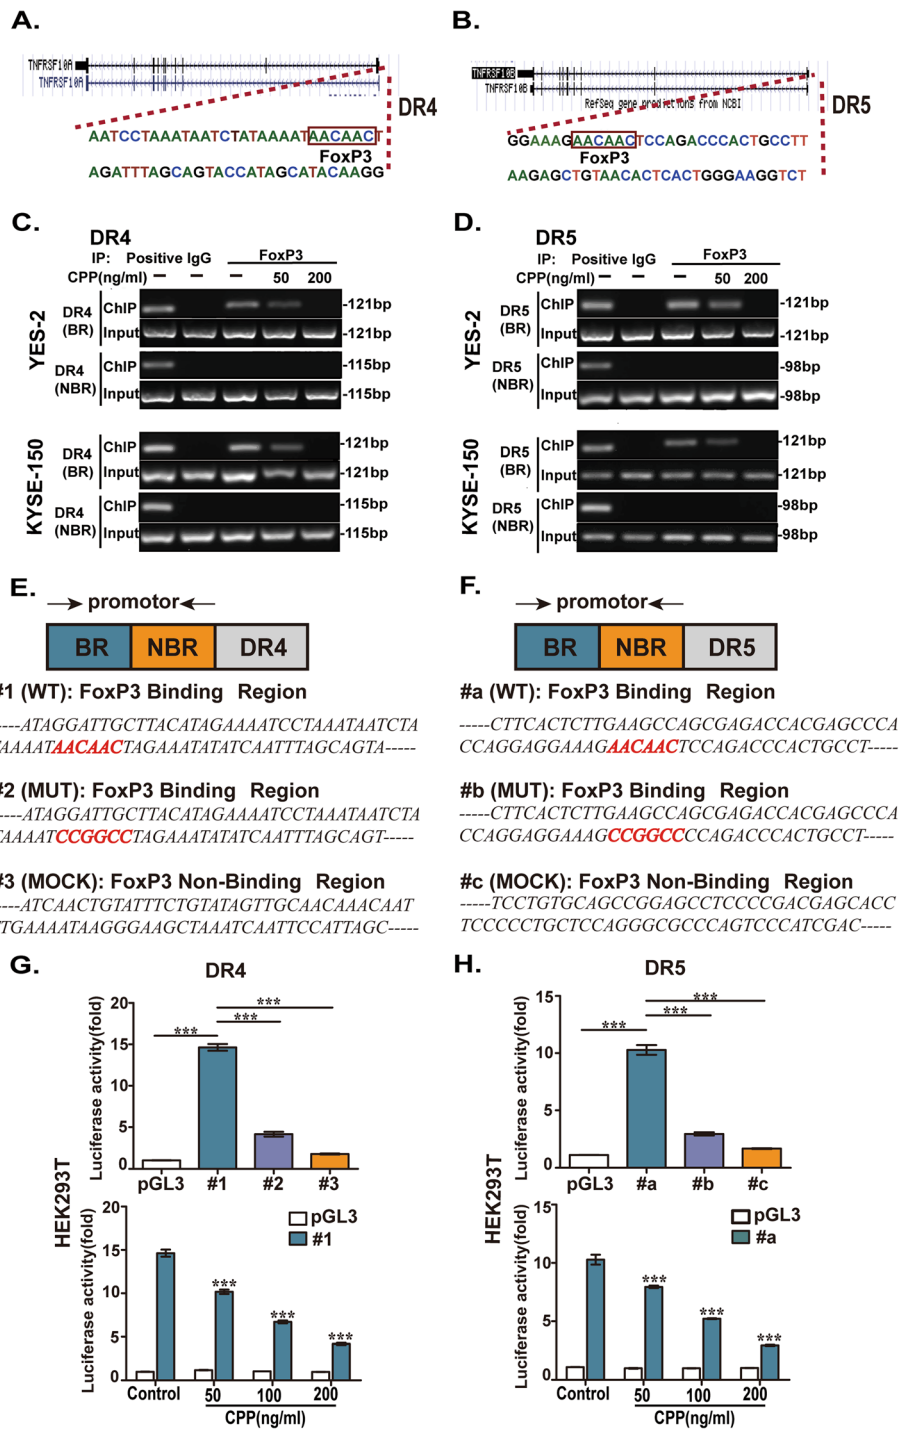 A.
TNFRSF10A
TNFRSF10A
DR4
AATCCTAAATAATCTATAAAATAACAACT
FoxP3
AGATTTAGCAGTACCATAGCATACAAGG
B.
TNFRSF10B
TNFRSF10B
RefSeq gene predictions from NCBI
DR5
GGAAAGAACAACTCCAGACCCACTGCCTT
FoxP3
AAGAGCTGTAACACTCACTGGGAAGGTCT
C.
DR4
IP: Positive IgG FoxP3
CPP(ng/ml) – – – 50 200
YES-2
DR4 (BR) ChIP -121bp
Input -121bp
DR4 (NBR) ChIP -115bp
Input -115bp
KYSE-150
DR4 (BR) ChIP -121bp
Input -121bp
DR4 (NBR) ChIP -115bp
Input -115bp
D.
DR5
IP: Positive IgG FoxP3
CPP(ng/ml) – – – 50 200
YES-2
DR5 (BR) ChIP -121bp
Input -121bp
DR5 (NBR) ChIP -98bp
Input -98bp
KYSE-150
DR5 (BR) ChIP -121bp
Input -121bp
DR5 (NBR) ChIP -98bp
Input -98bp
E.
promotor
BR NBR DR4
#1 (WT): FoxP3 Binding Region
----ATAGGATTGCTTACATAGAAAATCCTAAATAATCTA
TAAAATAACAACTAGAAATATATCAATTTAGCAGTA-----
#2 (MUT): FoxP3 Binding Region
----ATAGGATTGCTTACATAGAAAATCCTAAATAATCTA
TAAAATCCGGCCTAGAAATATATCAATTTAGCAGT-----
#3 (MOCK): FoxP3 Non-Binding Region
----ATCAACTGTATTTCTGTATAGTTGCAACAAACAAT
TGAAAATAAGGGAAGCTAAATCAATTCCATTAGC-----
F.
promotor
BR NBR DR5
#a (WT): FoxP3 Binding Region
-----CTTCACTCTTGAAGCCAGCGAGACCACGAGCCCA
CCAGGAGGAAAGAACAACTCCAGACCCACTGCCT-----
#b (MUT): FoxP3 Binding Region
-----CTTCACTCTTGAAGCCAGCGAGACCACGAGCCCA
CCAGGAGGAAAGCCGGCCCCAGACCCACTGCCT-----
#c (MOCK): FoxP3 Non-Binding Region
-----TCCTGTGCAGCCGGAGCCTCCCCGACGAGCACC
TCCCCCTGCTCCAGGGCGCCCAGTCCCATCGAC-----
G.
DR4
HEK293T
Luciferase activity(fold)
20
15
10
5
0
*** *** ***
pGL3 #1 #2 #3
Luciferase activity(fold)
15
10
5
0
pGL3
#1
*** *** ***
Control 50 100 200
CPP(ng/ml)
H.
DR5
HEK293T
Luciferase activity(fold)
15
10
5
0
*** *** ***
pGL3 #a #b #c
Luciferase activity(fold)
15
10
5
0
pGL3
#a
*** *** ***
Control 50 100 200
CPP(ng/ml)